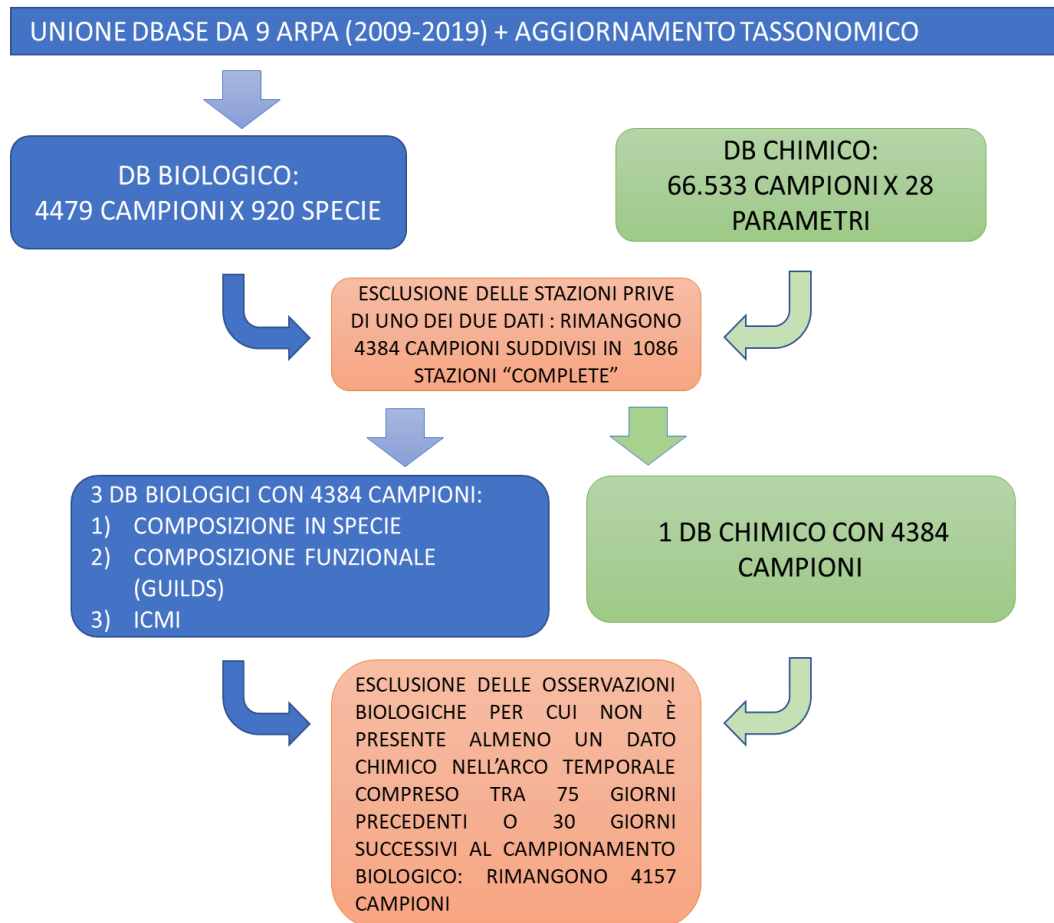 UNIONE DBASE DA 9 ARPA (2009-2019) + AGGIORNAMENTO TASSONOMICO
DB BIOLOGICO:
4479 CAMPIONI X 920 SPECIE
DB CHIMICO:
66.533 CAMPIONI X 28
PARAMETRI
ESCLUSIONE DELLE STAZIONI PRIVE
DI UNO DEI DUE DATI : RIMANGONO
4384 CAMPIONI SUDDIVISI IN 1086
STAZIONI “COMPLETE”
3 DB BIOLOGICI CON 4384 CAMPIONI:
1) COMPOSIZIONE IN SPECIE
2) COMPOSIZIONE FUNZIONALE
(GUILDS)
3) ICMI
1 DB CHIMICO CON 4384
CAMPIONI
ESCLUSIONE DELLE OSSERVAZIONI
BIOLOGICHE PER CUI NON È
PRESENTE ALMENO UN DATO
CHIMICO NELL’ARCO TEMPORALE
COMPRESO TRA 75 GIORNI
PRECEDENTI O 30 GIORNI
SUCCESSIVI AL CAMPIONAMENTO
BIOLOGICO: RIMANGONO 4157
CAMPIONI